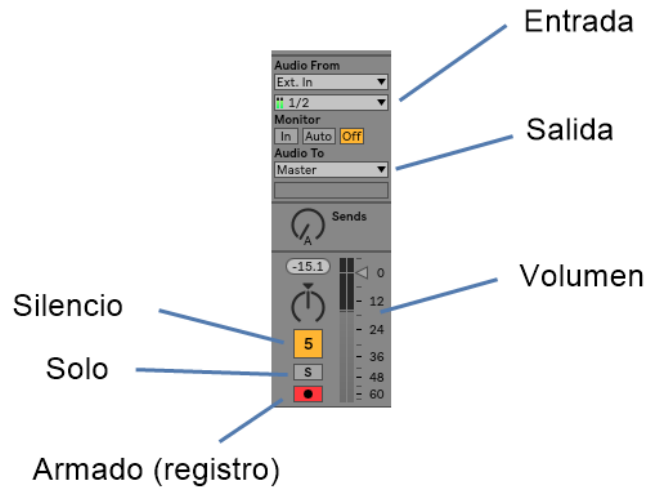 Entrada
Audio From
Ext. In
1/2
Monitor
In Auto Off
Audio To
Master
Salida
Sends
A
-15.1
0
12
24
36
48
60
Volumen
Silencio
5
Solo
S
Armado (registro)